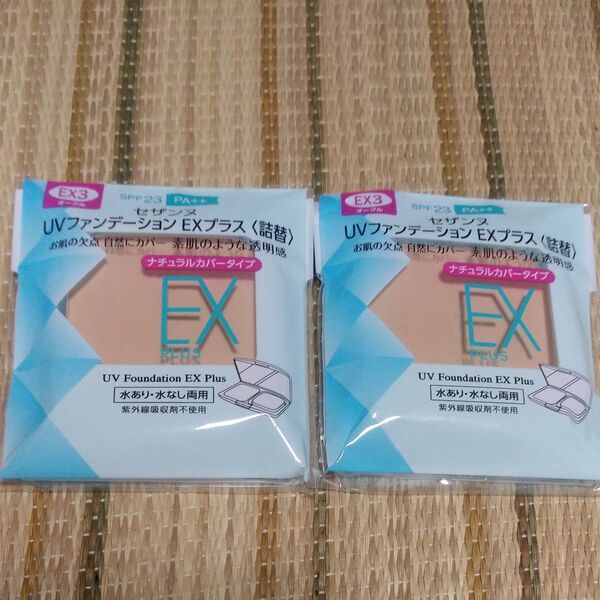 EX3
オークル
SPF23 PA++
セザンヌ
UVファンデーション EXプラス〈詰替〉
お肌の欠点 自然にカバー 素肌のような透明感
ナチュラルカバータイプ
EX
PLUS
UV Foundation EX Plus
水あり・水なし両用
紫外線吸収剤不使用
EX3
オークル
SPF23 PA++
セザンヌ
UVファンデーション EXプラス〈詰替〉
お肌の欠点 自然にカバー 素肌のような透明感
ナチュラルカバータイプ
EX
PLUS
UV Foundation EX Plus
水あり・水なし両用
紫外線吸収剤不使用